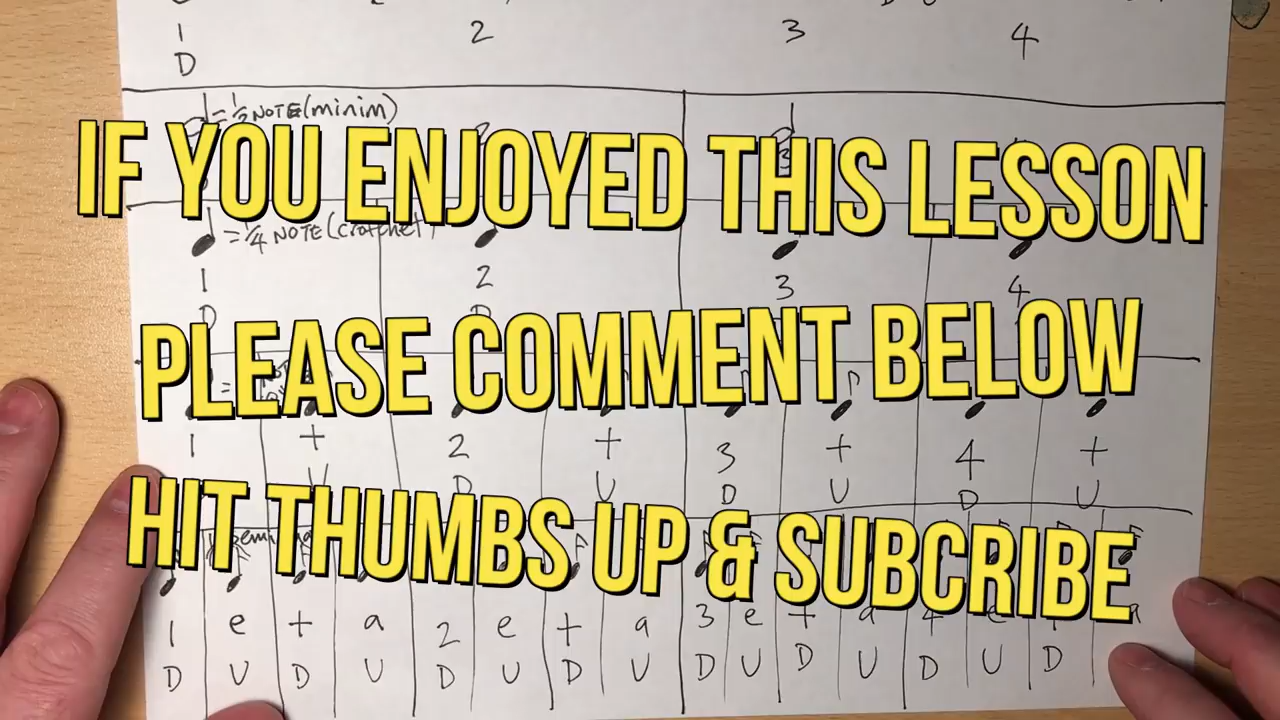 1 2 3 4
D
= 1/2 NOTE (minim)
IF YOU ENJOYED THIS LESSON
= 1/4 NOTE (crotchet)
1 2 3 4
D D
PLEASE COMMENT BELOW
1 + 2 + 3 + 4 +
U D U D U D U
HIT THUMBS UP & SUBCRIBE
1 e + a 2 e + a 3 e + a 4 e + a
D U D U D U D U D U D U D U D